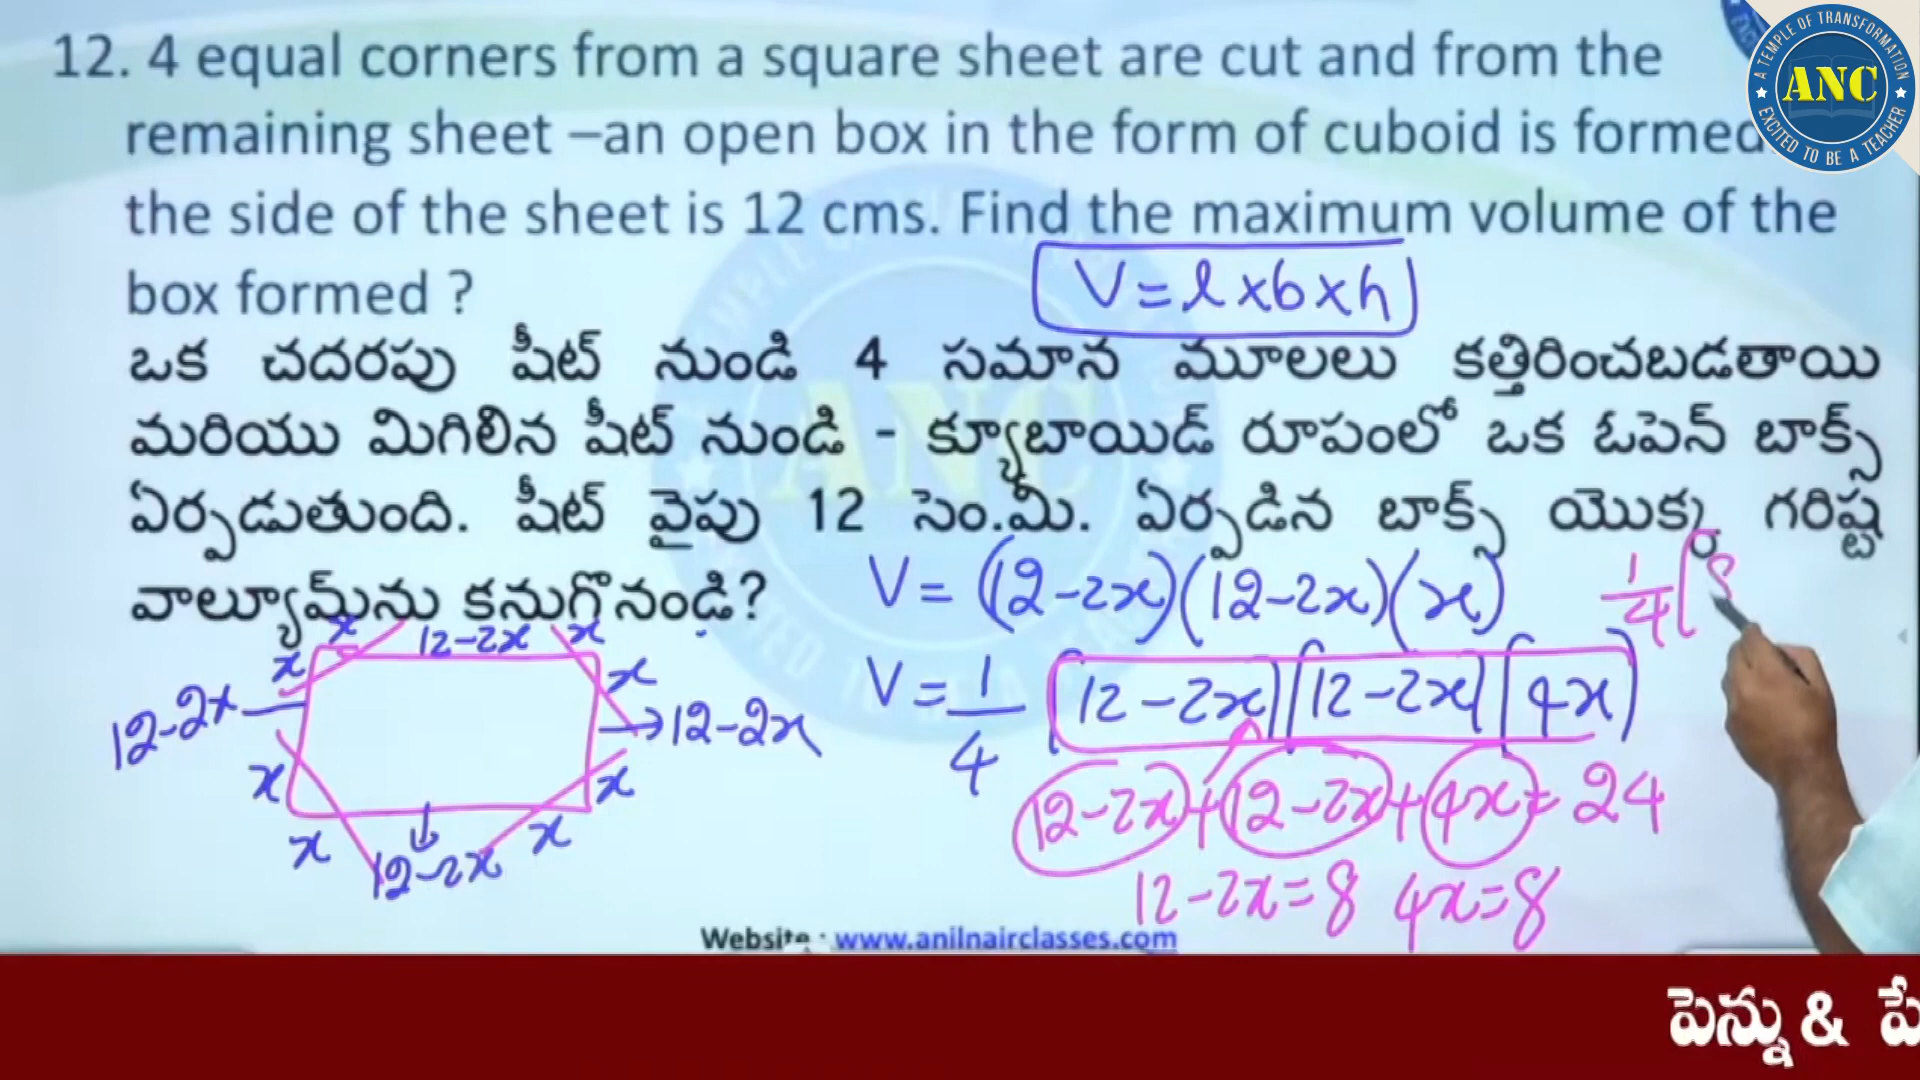 12. 4 equal corners from a square sheet are cut and from the
remaining sheet –an open box in the form of cuboid is formed
the side of the sheet is 12 cms. Find the maximum volume of the
box formed ?
V = l x b x h
ఒక చదరపు షీట్ నుండి 4 సమాన మూలలు కత్తిరించబడతాయి
మరియు మిగిలిన షీట్ నుండి - క్యూబాయిడ్ రూపంలో ఒక ఓపెన్ బాక్స్
ఏర్పడుతుంది. షీట్ వైపు 12 సెం.మీ. ఏర్పడిన బాక్స్ యొక్క గరిష్ట
వాల్యూమ్‌ను కనుగొనండి?
V = (12-2x)(12-2x)(x)
1/4 (8
x 12-2x x
x x
12-2x → 12-2x
x x
x 12-2x x
V = 1/4 (12-2x)(12-2x)(4x)
12-2x + 12-2x + 4x = 24
12-2x=8 4x=8
Website : www.anilnairclasses.com
A TEMPLE OF TRANSFORMATION
ANC
EXCITED TO BE A TEACHER
ANC
పెన్ను &